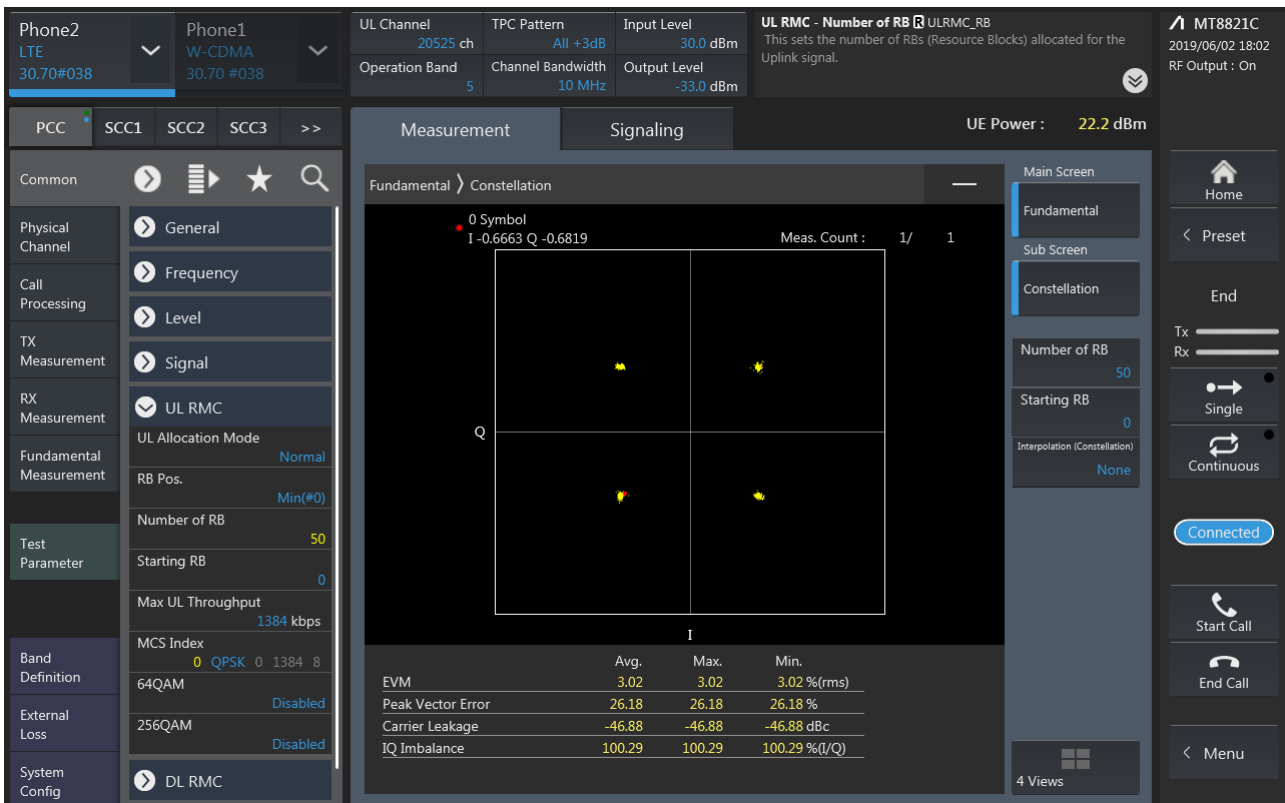 Phone2
LTE
30.70#038
Phone1
W-CDMA
30.70 #038
UL Channel
20525 ch
TPC Pattern
All +3dB
Input Level
30.0 dBm
Operation Band
5
Channel Bandwidth
10 MHz
Output Level
-33.0 dBm
UL RMC - Number of RB R ULRMC_RB
This sets the number of RBs (Resource Blocks) allocated for the
Uplink signal.
MT8821C
2019/06/02 18:02
RF Output : On
PCC SCC1 SCC2 SCC3 >>
Measurement
Signaling
UE Power : 22.2 dBm
Common
Physical
Channel
Call
Processing
TX
Measurement
RX
Measurement
Fundamental
Measurement
Test
Parameter
Band
Definition
External
Loss
System
Config
General
Frequency
Level
Signal
UL RMC
UL Allocation Mode
Normal
RB Pos.
Min(#0)
Number of RB
50
Starting RB
0
Max UL Throughput
1384 kbps
MCS Index
0 QPSK 0 1384 8
64QAM
Disabled
256QAM
Disabled
DL RMC
Fundamental 〉 Constellation
0 Symbol
I -0.6663 Q -0.6819
Meas. Count : 1/ 1
Q
I
Avg. Max. Min.
EVM 3.02 3.02 3.02 %(rms)
Peak Vector Error 26.18 26.18 26.18 %
Carrier Leakage -46.88 -46.88 -46.88 dBc
IQ Imbalance 100.29 100.29 100.29 %(I/Q)
Main Screen
Fundamental
Sub Screen
Constellation
Number of RB
50
Starting RB
0
Interpolation (Constellation)
None
4 Views
Home
< Preset
End
Tx
Rx
Single
Continuous
Connected
Start Call
End Call
< Menu